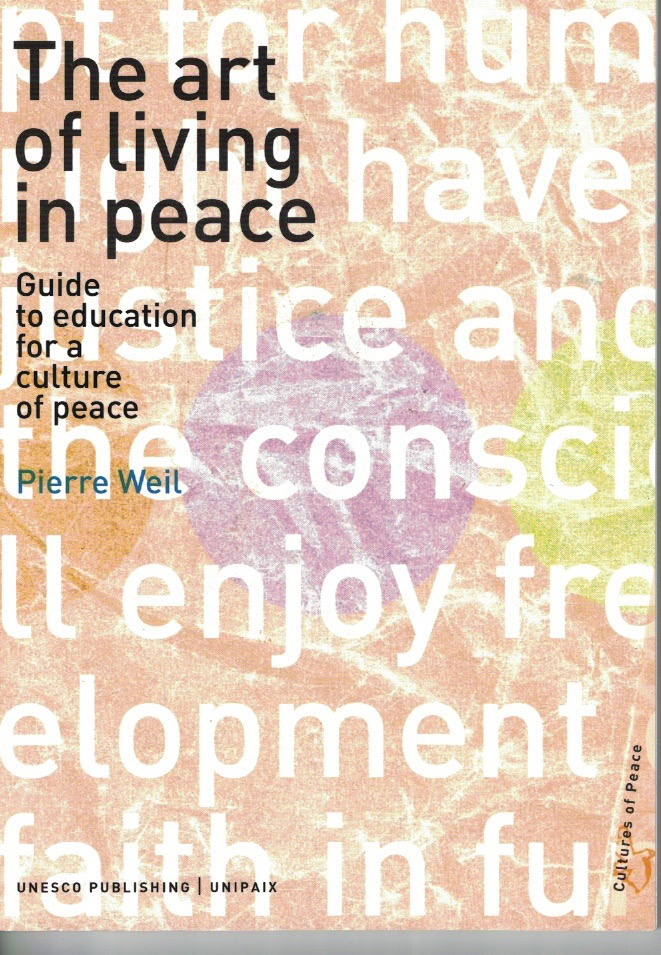 pt for hum
The art
of living
in peace
right have
justice and
Guide
to education
for a
culture
of peace
the consci
Pierre Weil
ll enjoy fre
elopment
faith in fu
Cultures of Peace
UNESCO PUBLISHING | UNIPAIX